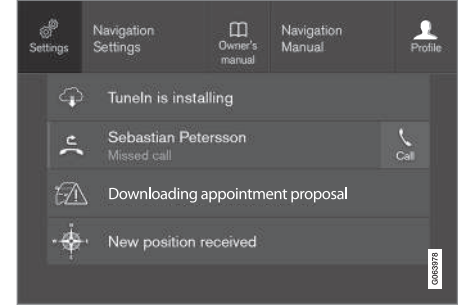 Settings
Navigation
Settings
Owner's
manual
Navigation
Manual
Profile
TuneIn is installing
Sebastian Petersson
Missed call
Call
Downloading appointment proposal
New position received
G063978